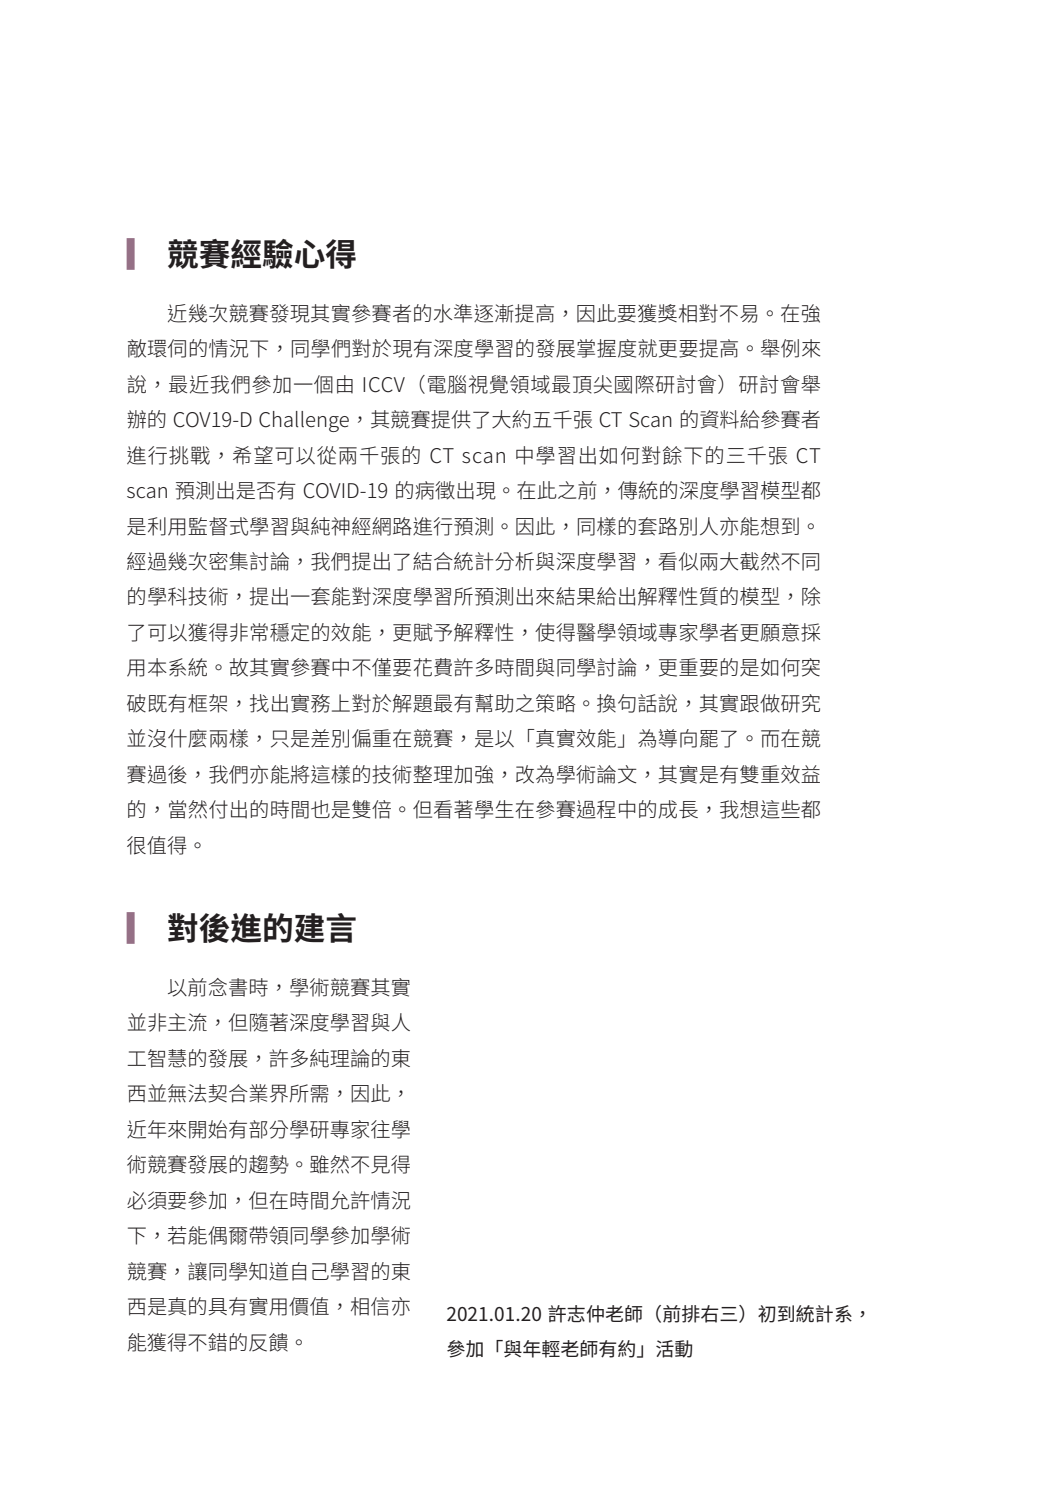 競賽經驗心得
近幾次競賽發現其實參賽者的水準逐漸提高，因此要獲獎相對不易。在強
敵環伺的情況下，同學們對於現有深度學習的發展掌握度就更要提高。舉例來
說，最近我們參加一個由 ICCV（電腦視覺領域最頂尖國際研討會）研討會舉
辦的 COV19-D Challenge，其競賽提供了大約五千張 CT Scan 的資料給參賽者
進行挑戰，希望可以從兩千張的 CT scan 中學習出如何對餘下的三千張 CT
scan 預測出是否有 COVID-19 的病徵出現。在此之前，傳統的深度學習模型都
是利用監督式學習與純神經網路進行預測。因此，同樣的套路別人亦能想到。
經過幾次密集討論，我們提出了結合統計分析與深度學習，看似兩大截然不同
的學科技術，提出一套能對深度學習所預測出來結果給出解釋性質的模型，除
了可以獲得非常穩定的效能，更賦予解釋性，使得醫學領域專家學者更願意採
用本系統。故其實參賽中不僅要花費許多時間與同學討論，更重要的是如何突
破既有框架，找出實務上對於解題最有幫助之策略。換句話說，其實跟做研究
並沒什麼兩樣，只是差別偏重在競賽，是以「真實效能」為導向罷了。而在競
賽過後，我們亦能將這樣的技術整理加強，改為學術論文，其實是有雙重效益
的，當然付出的時間也是雙倍。但看著學生在參賽過程中的成長，我想這些都
很值得。
對後進的建言
以前念書時，學術競賽其實
並非主流，但隨著深度學習與人
工智慧的發展，許多純理論的東
西並無法契合業界所需，因此，
近年來開始有部分學研專家往學
術競賽發展的趨勢。雖然不見得
必須要參加，但在時間允許情況
下，若能偶爾帶領同學參加學術
競賽，讓同學知道自己學習的東
西是真的具有實用價值，相信亦
能獲得不錯的反饋。
2021.01.20 許志仲老師（前排右三）初到統計系，
參加「與年輕老師有約」活動